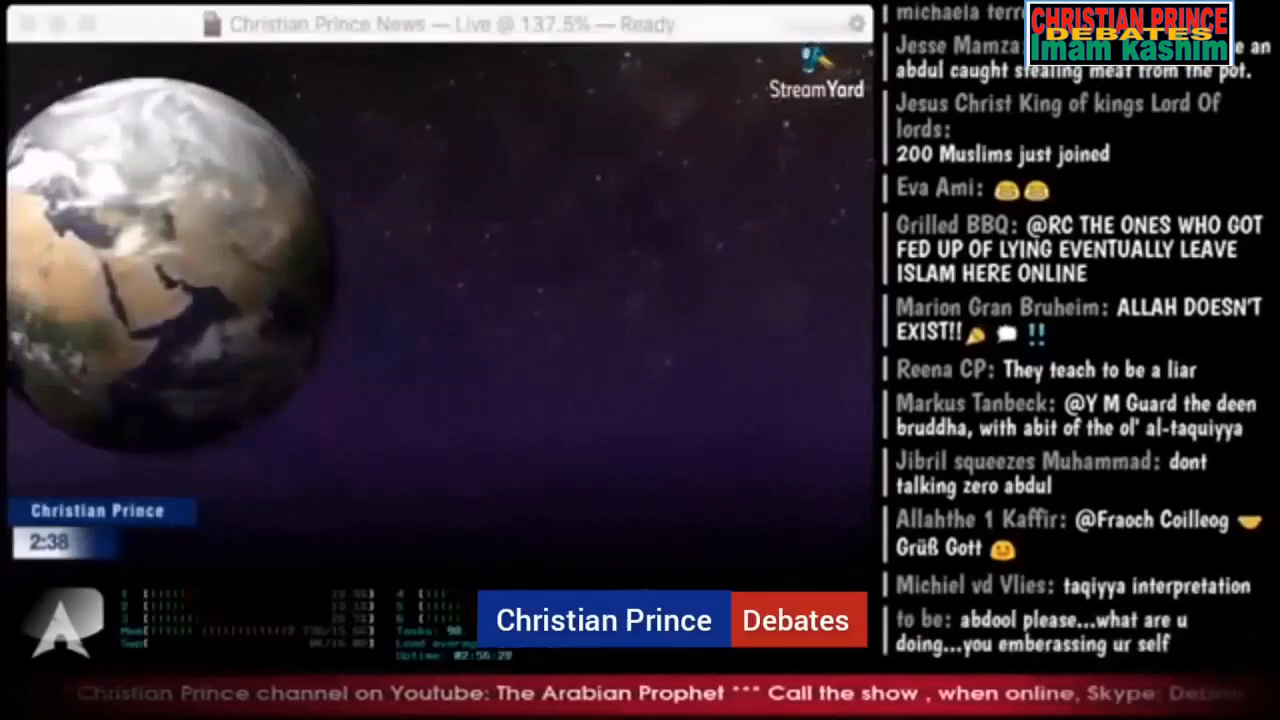 Christian Prince News — Live @ 137.5% — Ready
StreamYard
Christian Prince
2:38
Christian Prince Debates
Christian Prince channel on Youtube: The Arabian Prophet *** Call the show , when online, Skype:
CHRISTIAN PRINCE
DEBATES
Imam Kashim
michaela
Jesse Mamza
an
abdul caught stealing meat from the pot.
Jesus Christ King of kings Lord Of
lords:
200 Muslims just joined
Eva Ami: 😂😂
Grilled BBQ: @RC THE ONES WHO GOT
FED UP OF LYING EVENTUALLY LEAVE
ISLAM HERE ONLINE
Marion Gran Bruheim: ALLAH DOESN'T
EXIST!!
Reena CP: They teach to be a liar
Markus Tanbeck: @Y M Guard the deen
bruddha, with abit of the ol' al-taquiyya
Jibril squeezes Muhammad: dont
talking zero abdul
Allahthe 1 Kaffir: @Fraoch Coilleog
Grüß Gott
Michiel vd Vlies: taqiyya interpretation
to be: abdool please...what are u
doing...you emberassing ur self